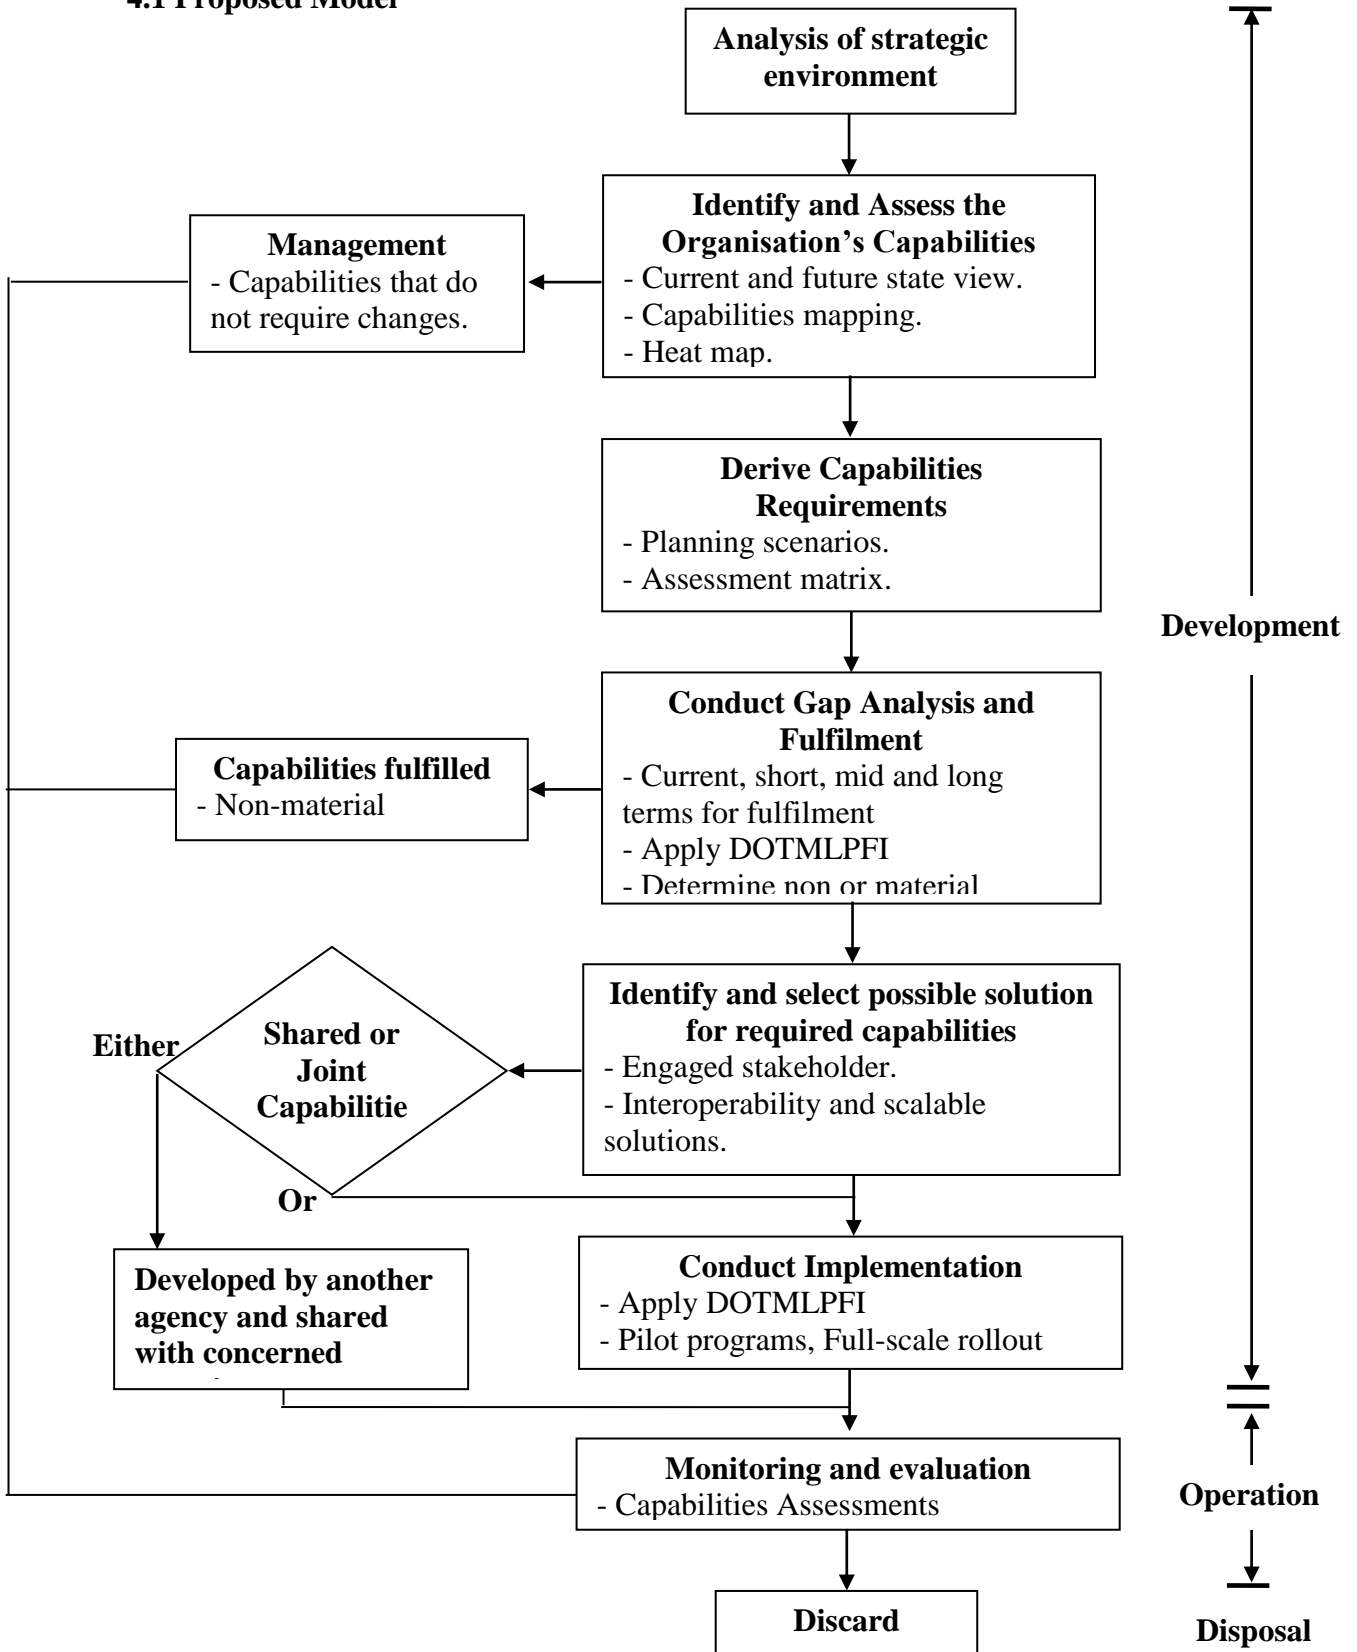 4.1 Proposed Model
Analysis of strategic
environment
Identify and Assess the
Organisation's Capabilities
- Current and future state view.
- Capabilities mapping.
- Heat map.
Management
- Capabilities that do
not require changes.
Derive Capabilities
Requirements
- Planning scenarios.
- Assessment matrix.
Development
Conduct Gap Analysis and
Fulfilment
- Current, short, mid and long
terms for fulfilment
- Apply DOTMLPFI
- Determine non or material
Capabilities fulfilled
- Non-material
Identify and select possible solution
for required capabilities
- Engaged stakeholder.
- Interoperability and scalable
solutions.
Either
Shared or
Joint
Capabilitie
Or
Developed by another
agency and shared
with concerned
Conduct Implementation
- Apply DOTMLPFI
- Pilot programs, Full-scale rollout
Monitoring and evaluation
- Capabilities Assessments
Operation
Discard
Disposal